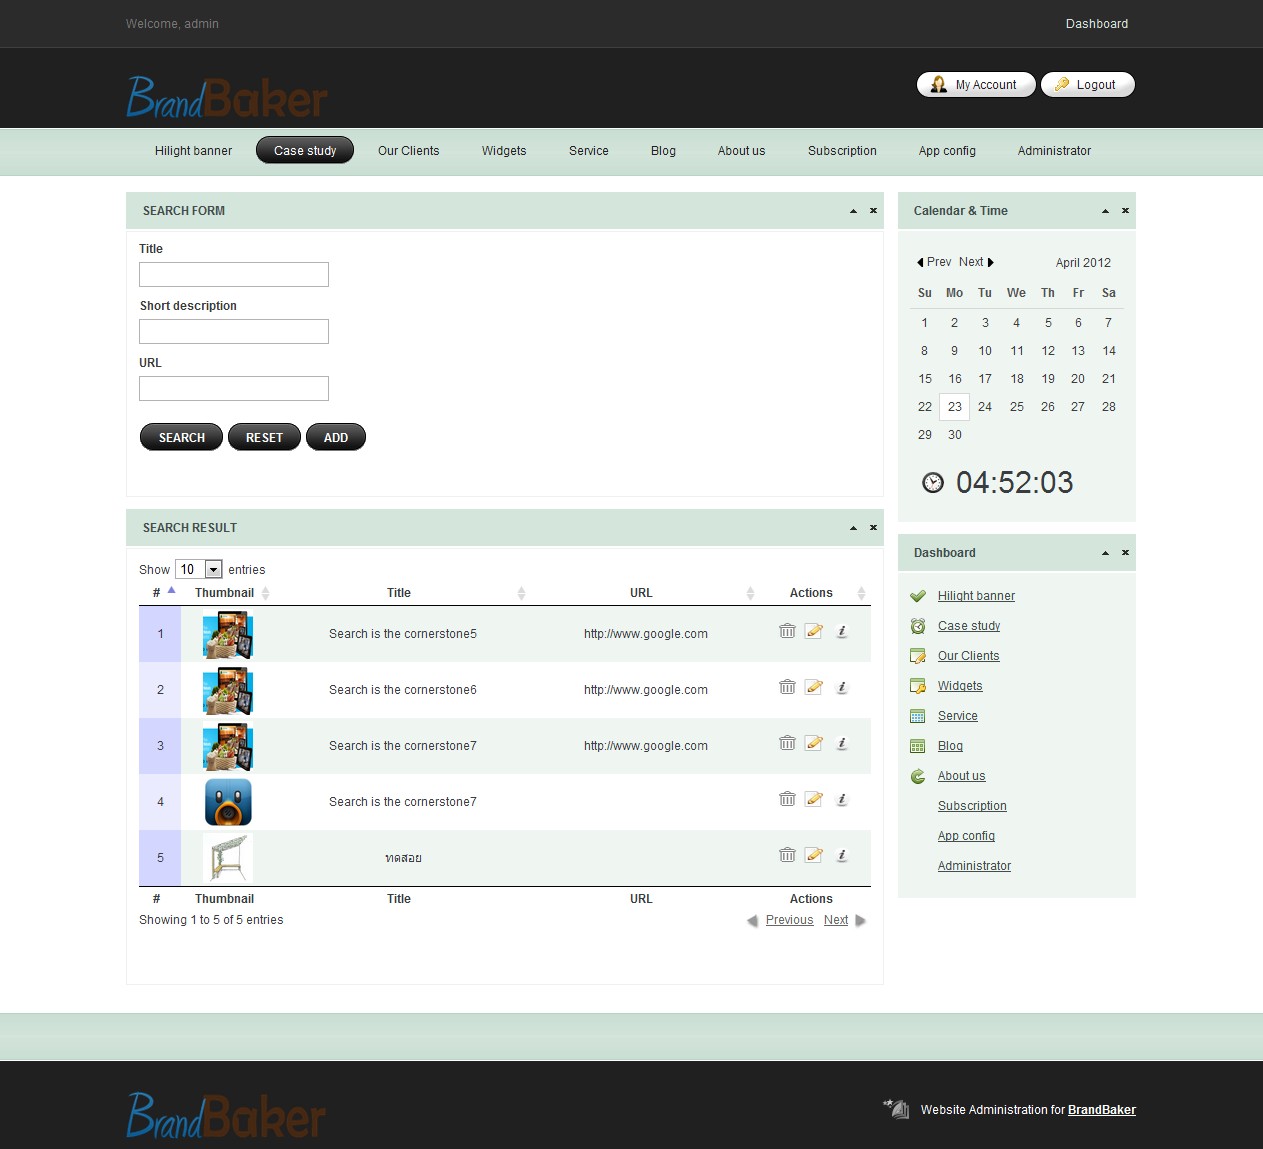 Welcome, admin
Dashboard
BrandBaker
My Account
Logout
Hilight banner
Case study
Our Clients
Widgets
Service
Blog
About us
Subscription
App config
Administrator
SEARCH FORM
Title
Short description
URL
SEARCH
RESET
ADD
Calendar & Time
Prev Next April 2012
Su Mo Tu We Th Fr Sa
1 2 3 4 5 6 7
8 9 10 11 12 13 14
15 16 17 18 19 20 21
22 23 24 25 26 27 28
29 30
04:52:03
SEARCH RESULT
Show 10 entries
# Thumbnail Title URL Actions
1 Search is the cornerstone5 http://www.google.com
2 Search is the cornerstone6 http://www.google.com
3 Search is the cornerstone7 http://www.google.com
4 Search is the cornerstone7
5 ทดสอย
# Thumbnail Title URL Actions
Showing 1 to 5 of 5 entries
Previous Next
Dashboard
Hilight banner
Case study
Our Clients
Widgets
Service
Blog
About us
Subscription
App config
Administrator
BrandBaker
Website Administration for BrandBaker